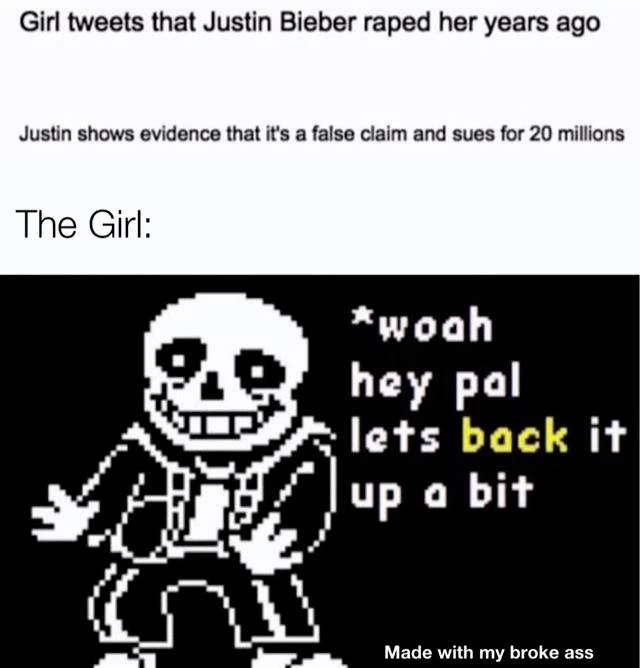 Girl tweets that Justin Bieber raped her years ago
Justin shows evidence that it's a false claim and sues for 20 millions
The Girl:
*woah
hey pal
lets back it
up a bit
Made with my broke ass